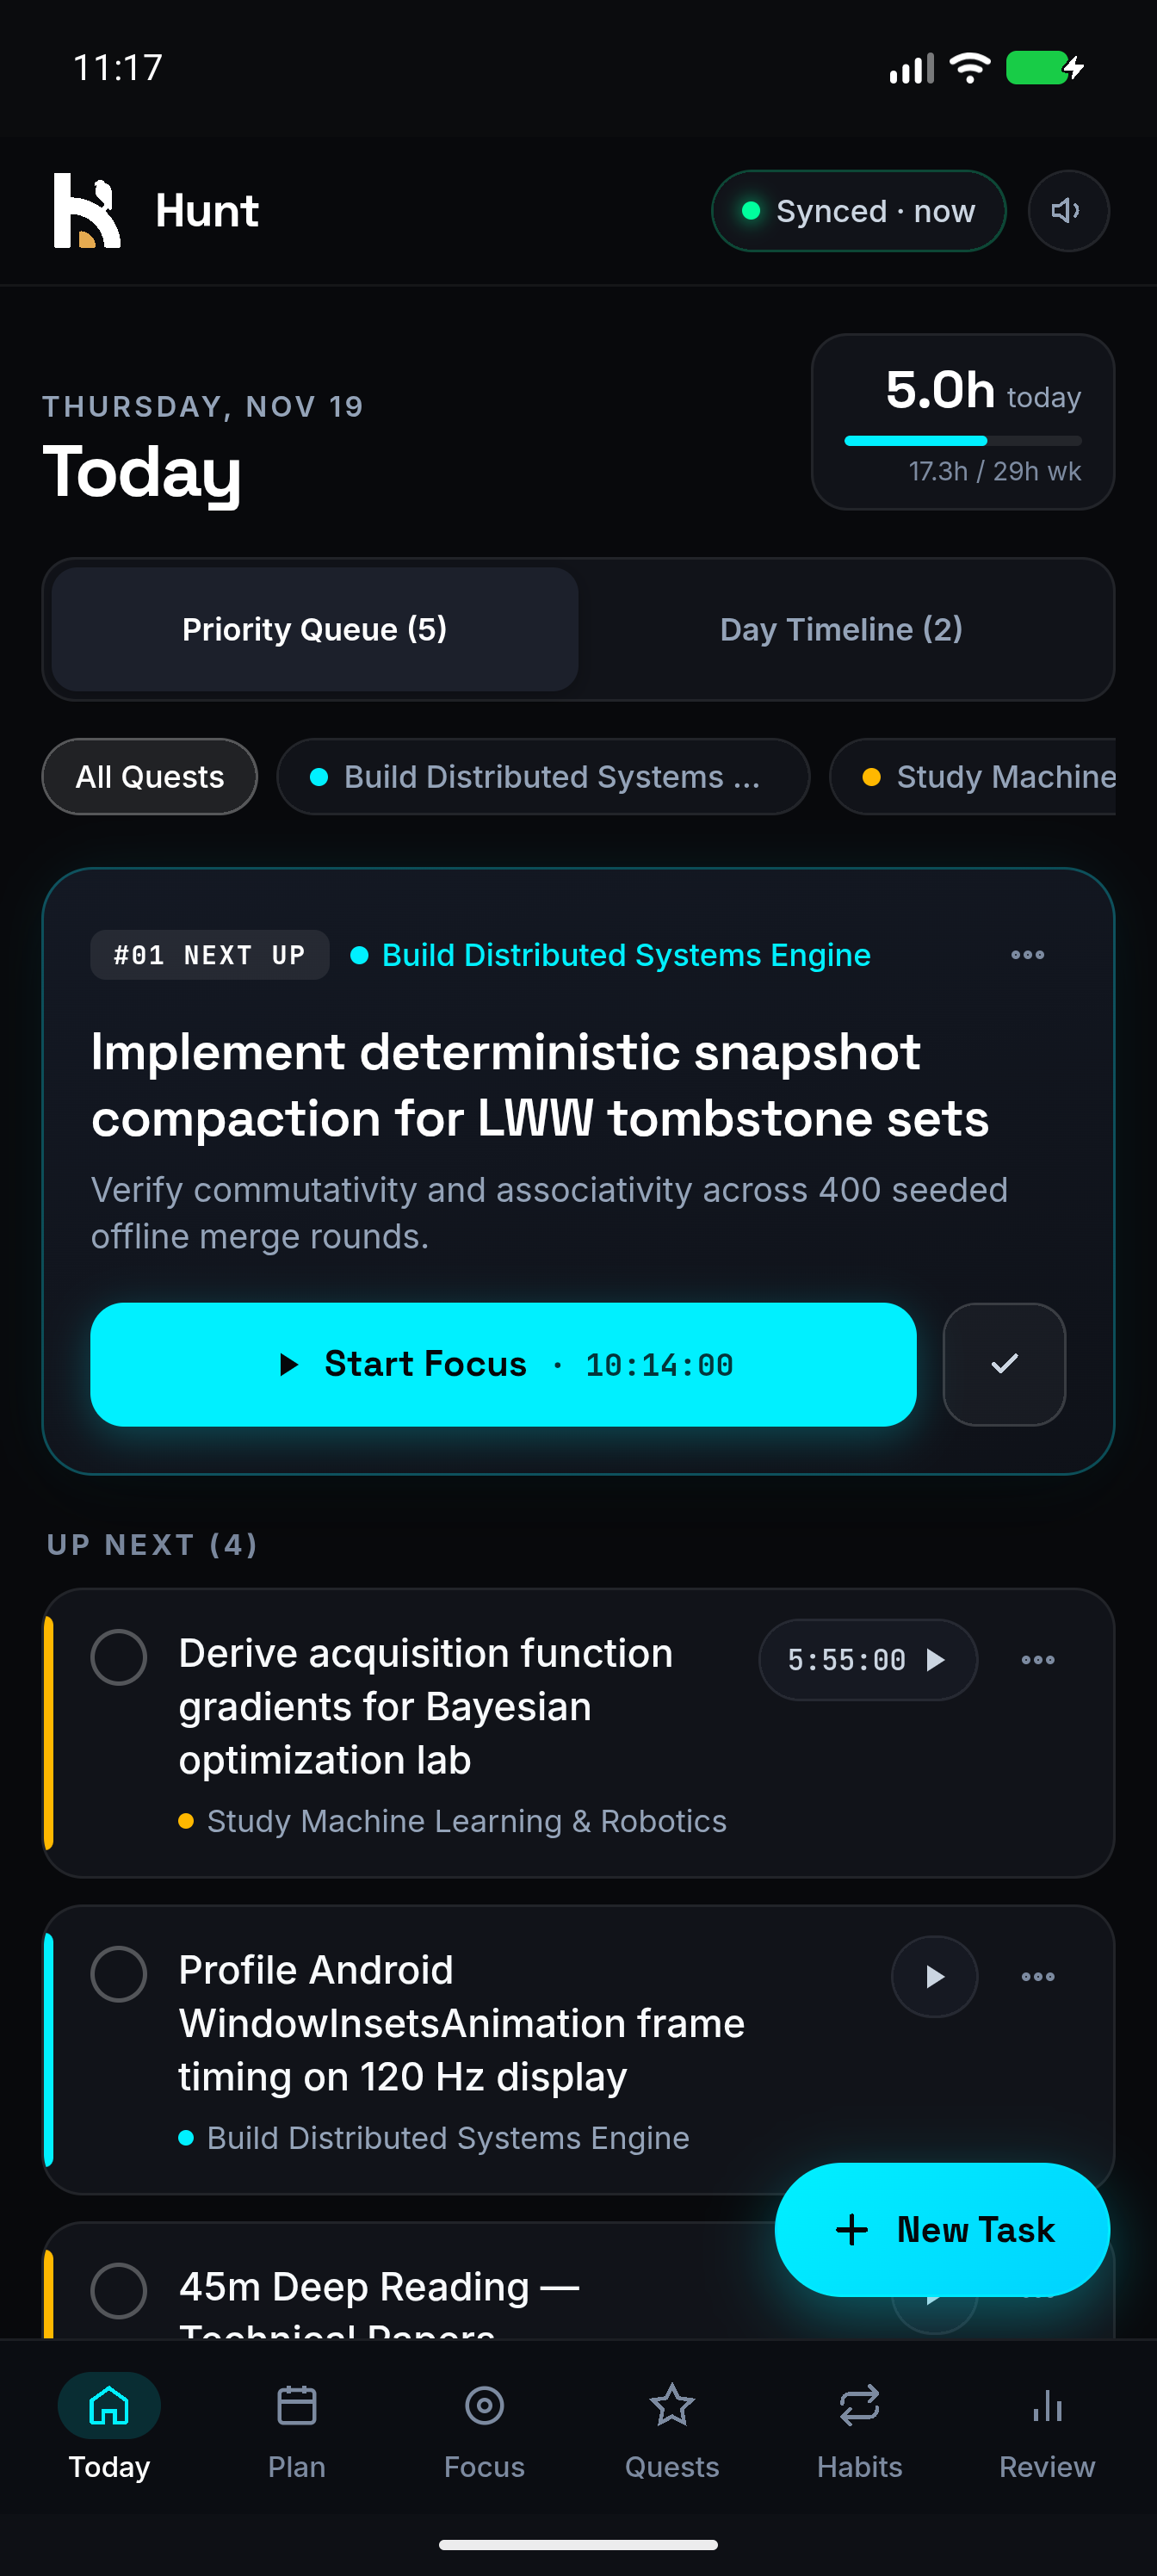 11:17
Hunt
Synced · now
THURSDAY, NOV 19
Today
5.0h today
17.3h / 29h wk
Priority Queue (5)
Day Timeline (2)
All Quests
Build Distributed Systems ...
Study Machine
#01 NEXT UP
Build Distributed Systems Engine
Implement deterministic snapshot
compaction for LWW tombstone sets
Verify commutativity and associativity across 400 seeded
offline merge rounds.
Start Focus · 10:14:00
UP NEXT (4)
Derive acquisition function
gradients for Bayesian
optimization lab
5:55:00
Study Machine Learning & Robotics
Profile Android
WindowInsetsAnimation frame
timing on 120 Hz display
Build Distributed Systems Engine
45m Deep Reading —
Technical Papers
New Task
Today
Plan
Focus
Quests
Habits
Review